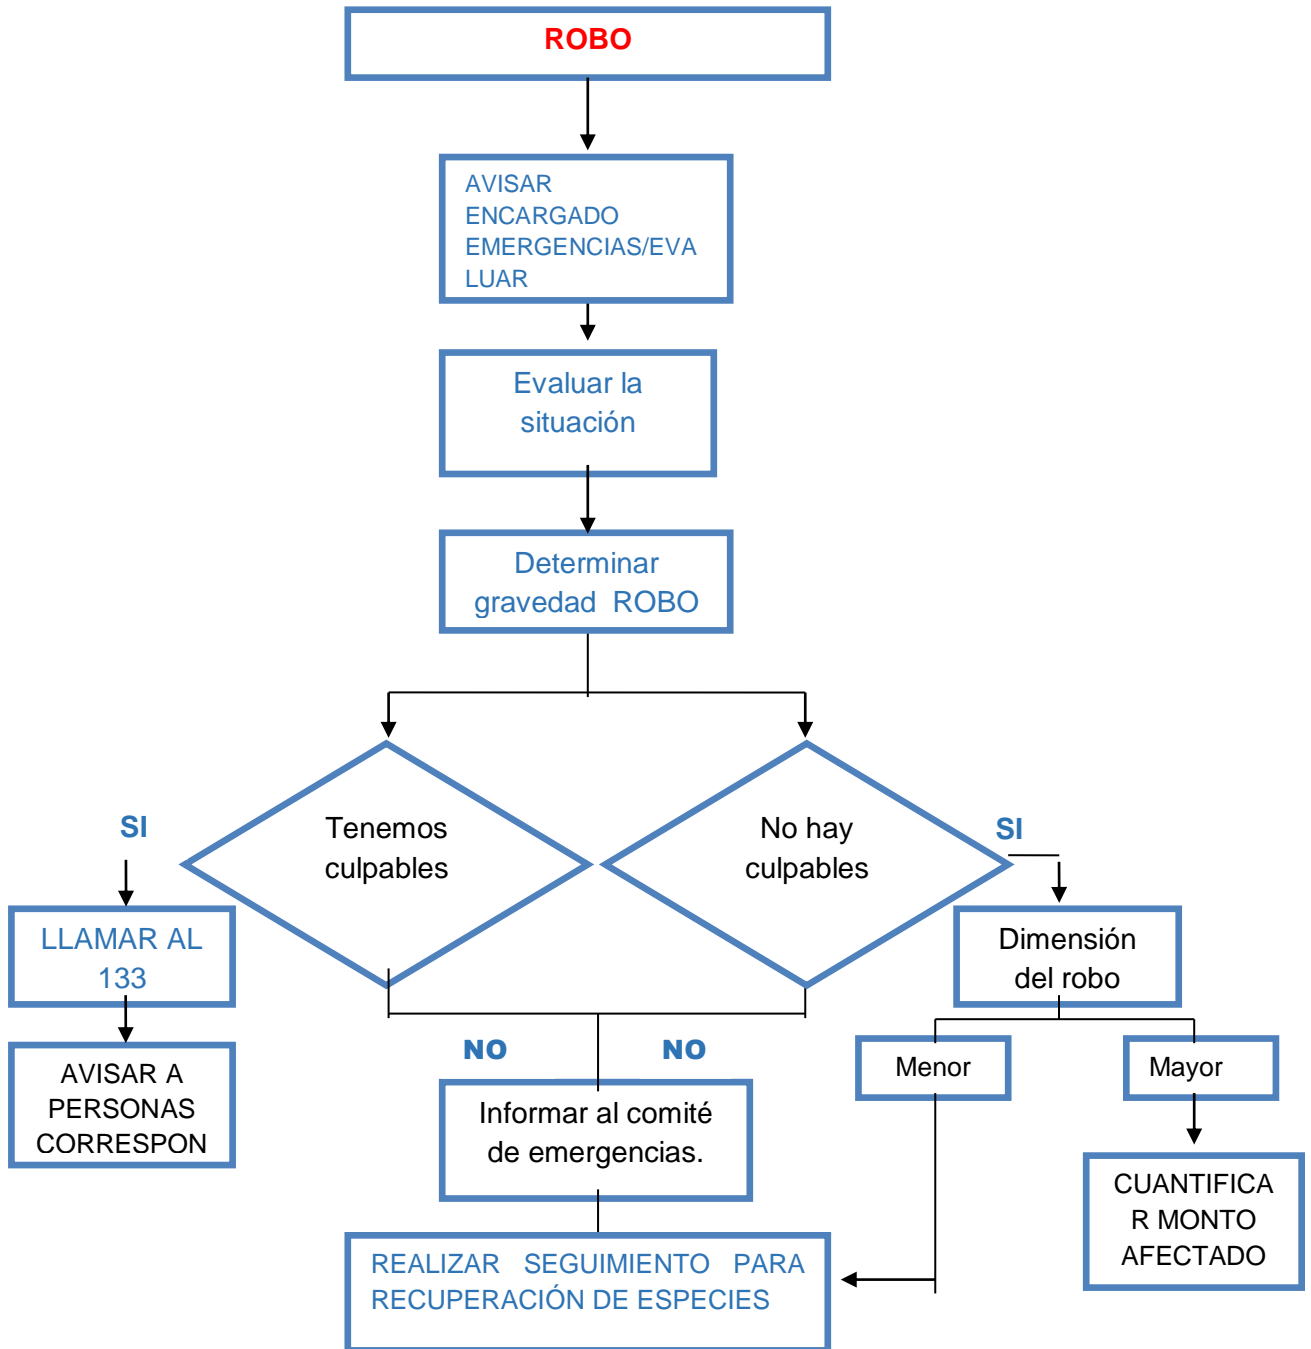 ROBO
AVISAR
ENCARGADO
EMERGENCIAS/EVA
LUAR
Evaluar la
situación
Determinar
gravedad ROBO
SI
Tenemos
culpables
No hay
culpables
SI
LLAMAR AL
133
Dimensión
del robo
NO
NO
AVISAR A
PERSONAS
CORRESPON
Menor
Mayor
Informar al comité
de emergencias.
CUANTIFICA
R MONTO
AFECTADO
REALIZAR SEGUIMIENTO PARA
RECUPERACIÓN DE ESPECIES